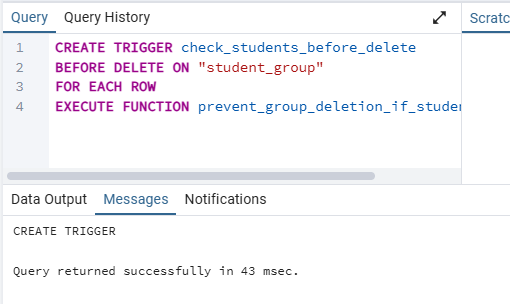 Query Query History Scratc
1 CREATE TRIGGER check_students_before_delete
2 BEFORE DELETE ON "student_group"
3 FOR EACH ROW
4 EXECUTE FUNCTION prevent_group_deletion_if_studen
Data Output Messages Notifications
CREATE TRIGGER
Query returned successfully in 43 msec.